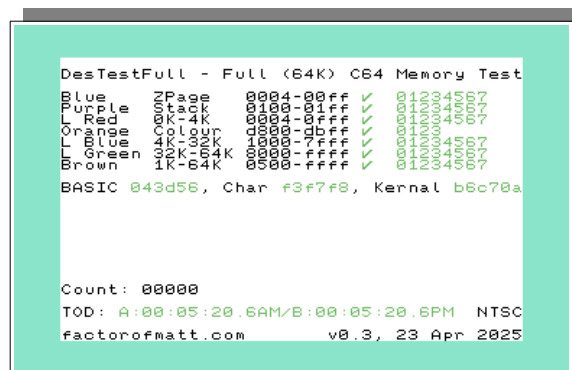 DesTestFull - Full (64K) C64 Memory Test
Blue ZPage 0004-00ff ✓ 01234567
Purple Stack 0100-01ff ✓ 01234567
L Red 0K-4K 0004-0fff ✓ 01234567
Orange Colour d800-dbff ✓ 0123
L Blue 4K-32K 1000-7fff ✓ 01234567
L Green 32K-64K 8000-ffff ✓ 01234567
Brown 1K-64K 0500-ffff ✓ 01234567
BASIC 043d56, Char f3f7f8, Kernal b6c70a
Count: 00000
TOD: A:00:05:20.6AM/B:00:05:20.6PM NTSC
factorofmatt.com v0.3, 23 Apr 2025